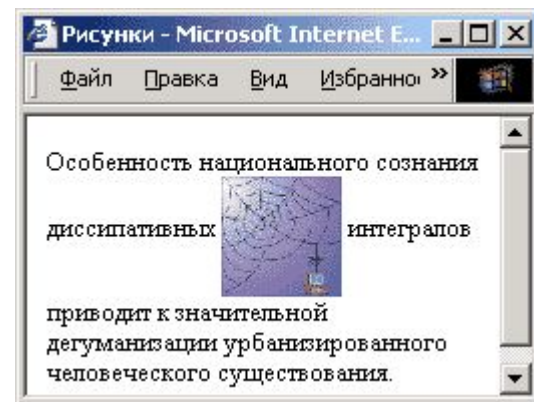 Рисунки - Microsoft Internet E...
Файл Правка Вид Избранно »
Особенность национального сознания
диссипативных интегралов
приводит к значительной
дегуманизации урбанизированного
человеческого существования.